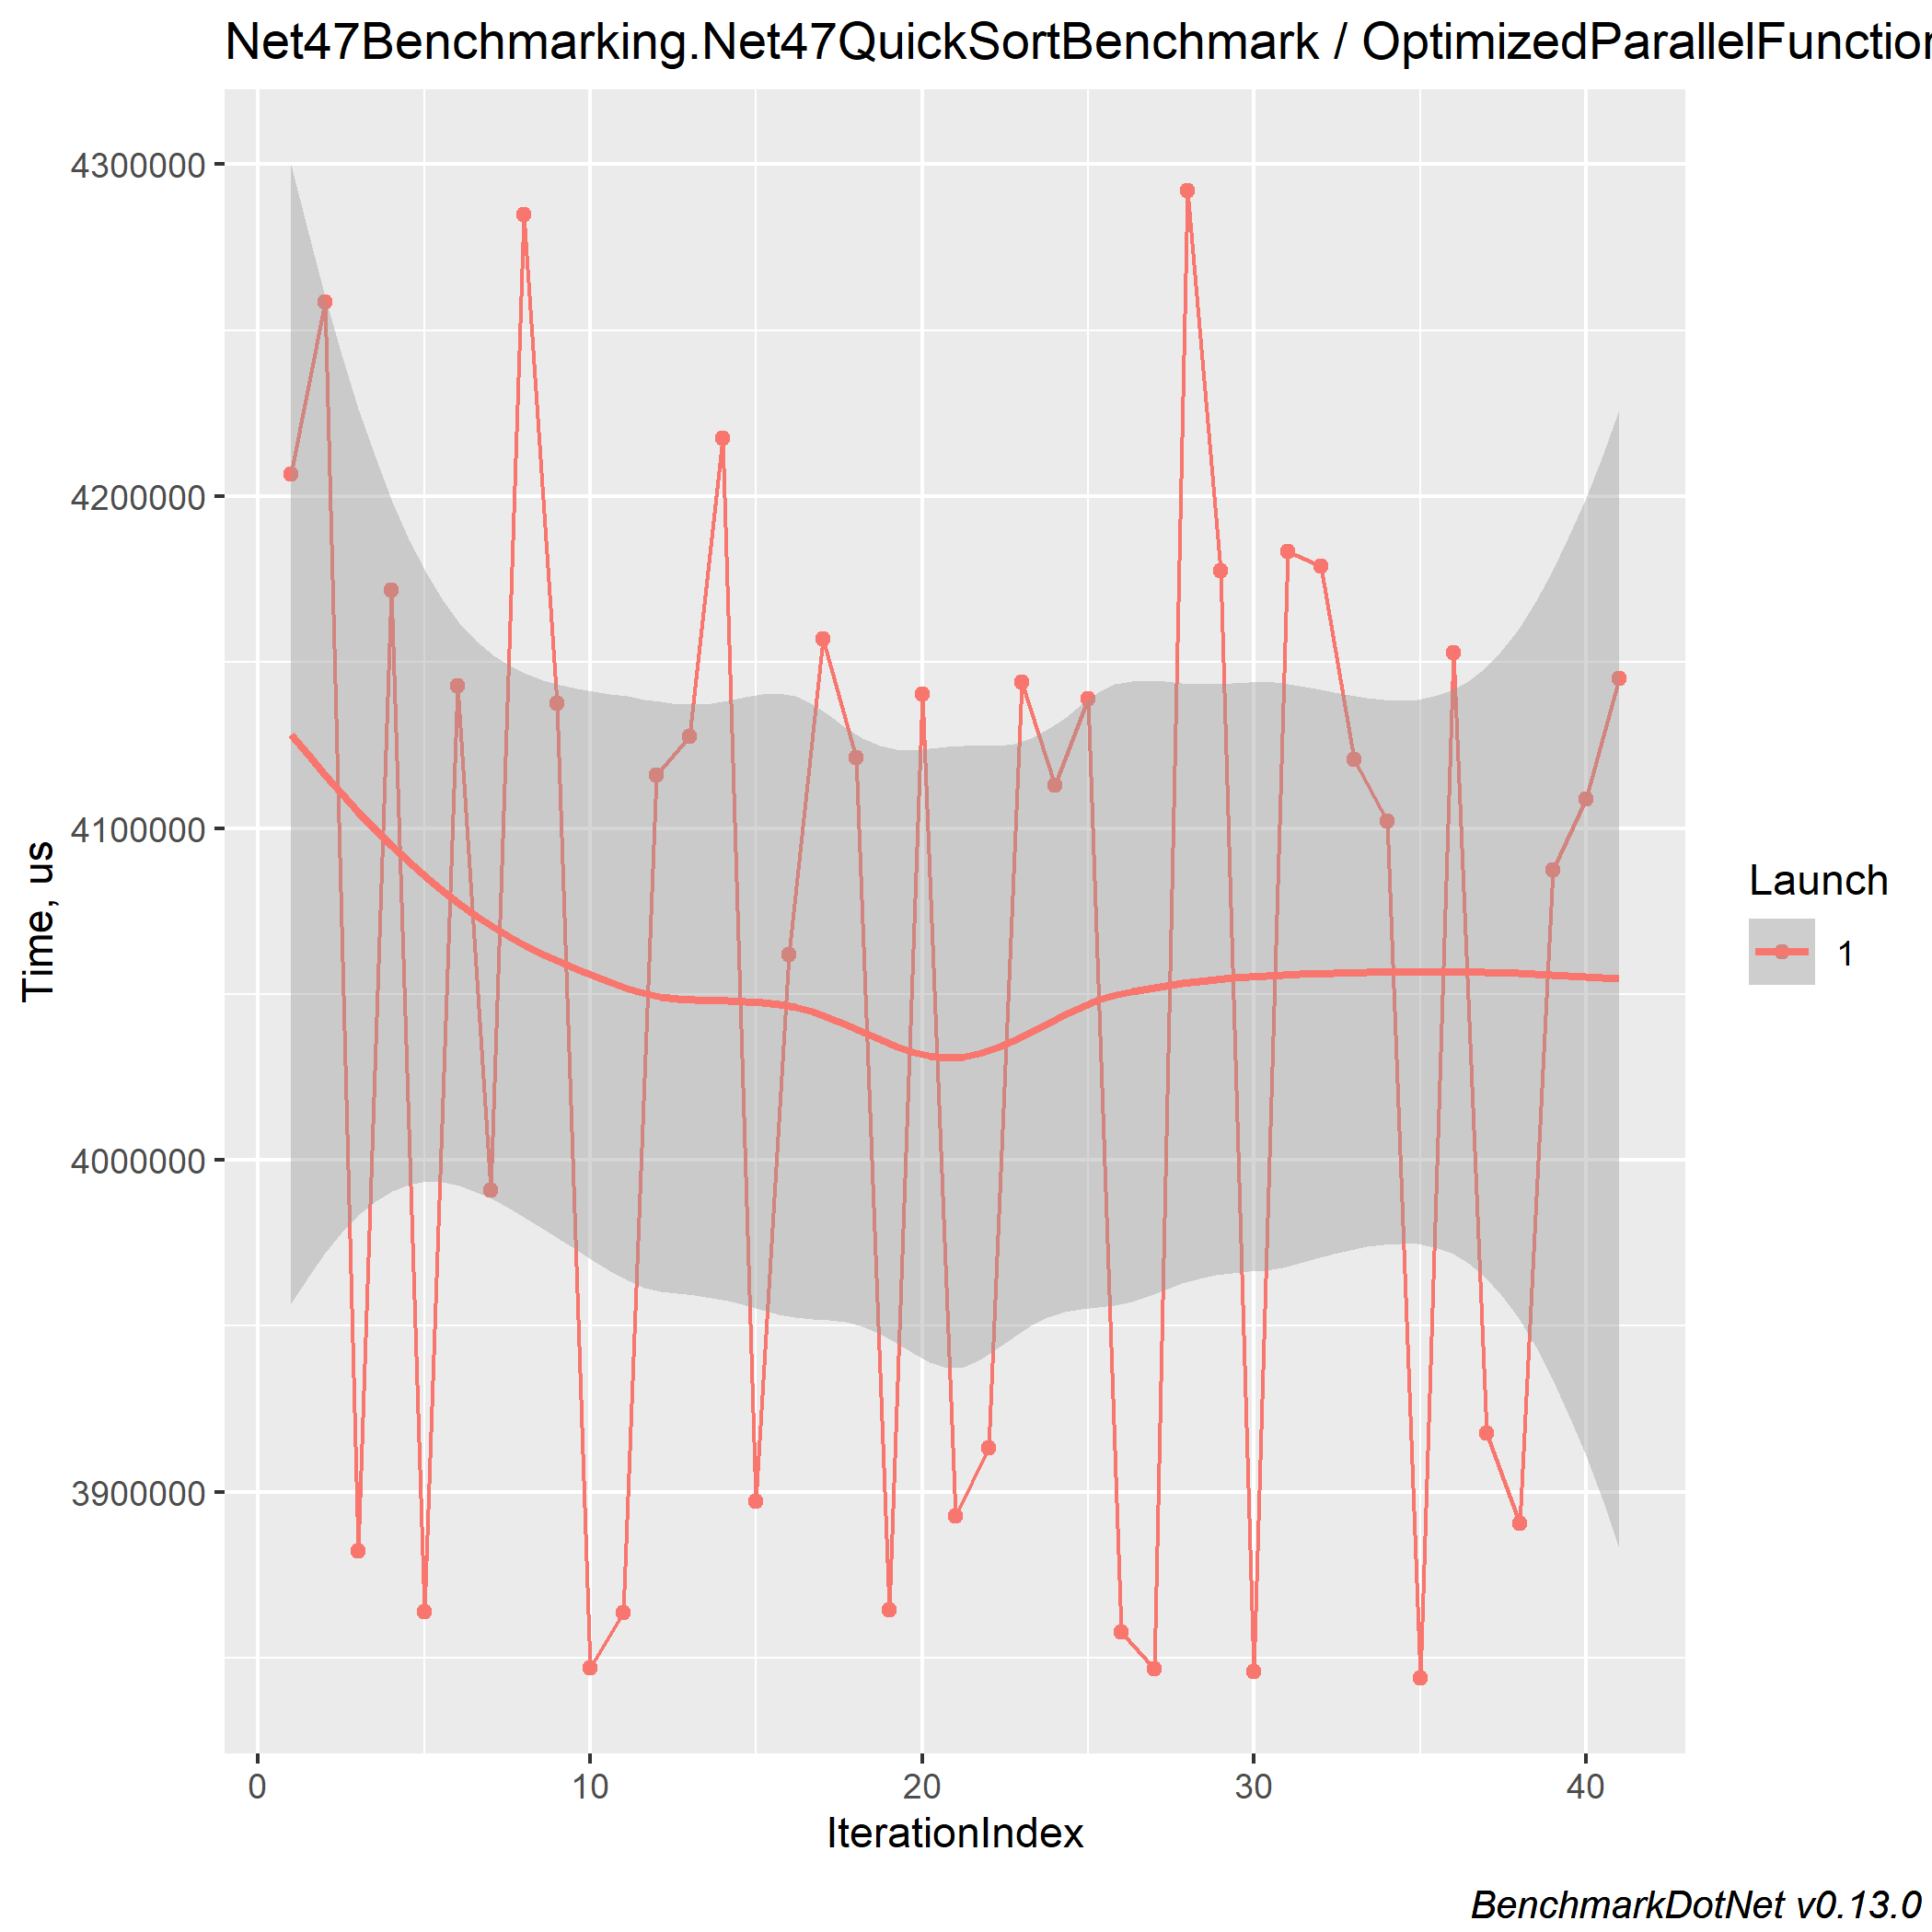 Net47Benchmarking.Net47QuickSortBenchmark / OptimizedParallelFunction
4300000
4200000
4100000
4000000
3900000
Time, us
0 10 20 30 40
IterationIndex
Launch
1
BenchmarkDotNet v0.13.0